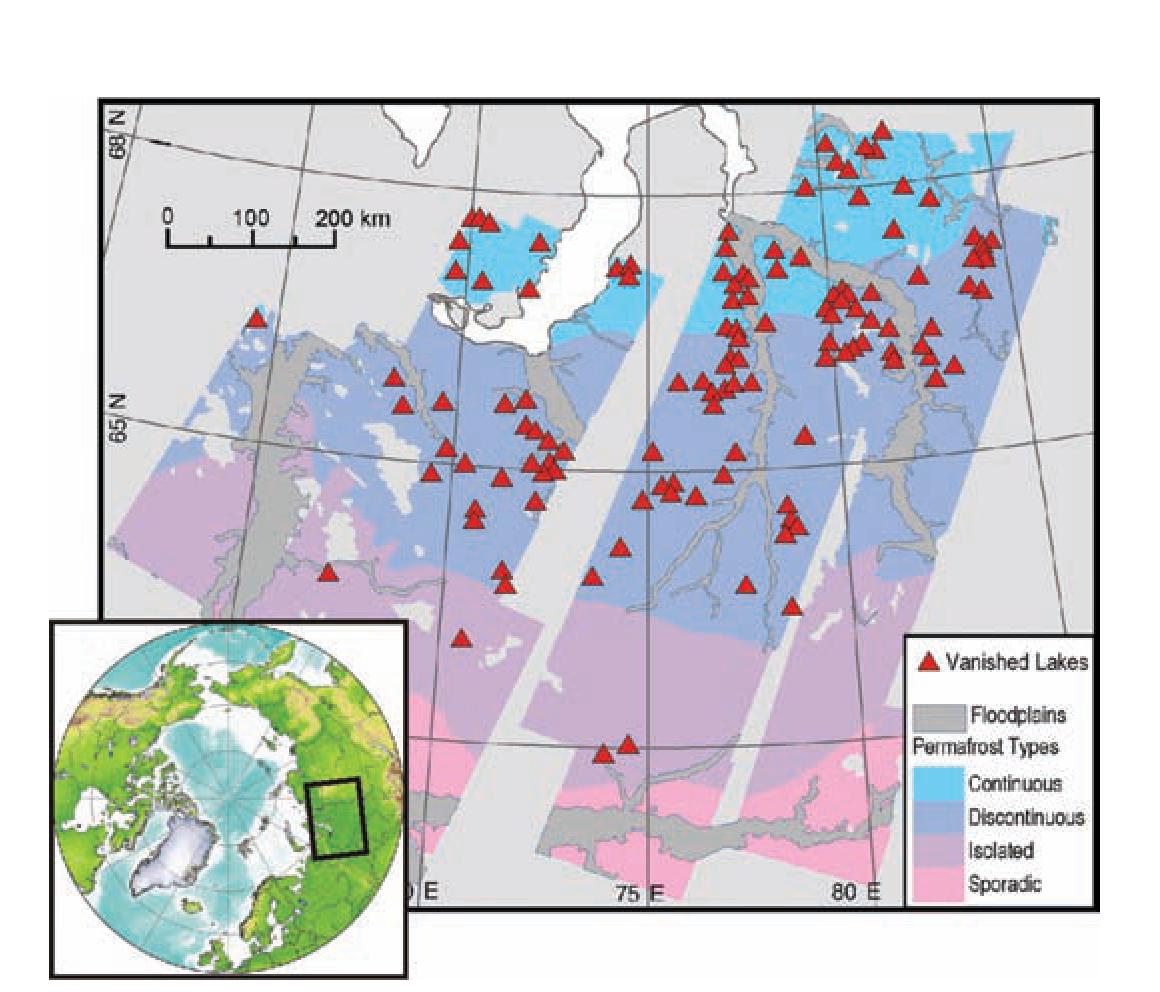 68 N
0 100 200 km
65 N
Vanished Lakes
Floodplains
Permafrost Types
Continuous
Discontinuous
Isolated
Sporadic
0 E 75 E 80 E